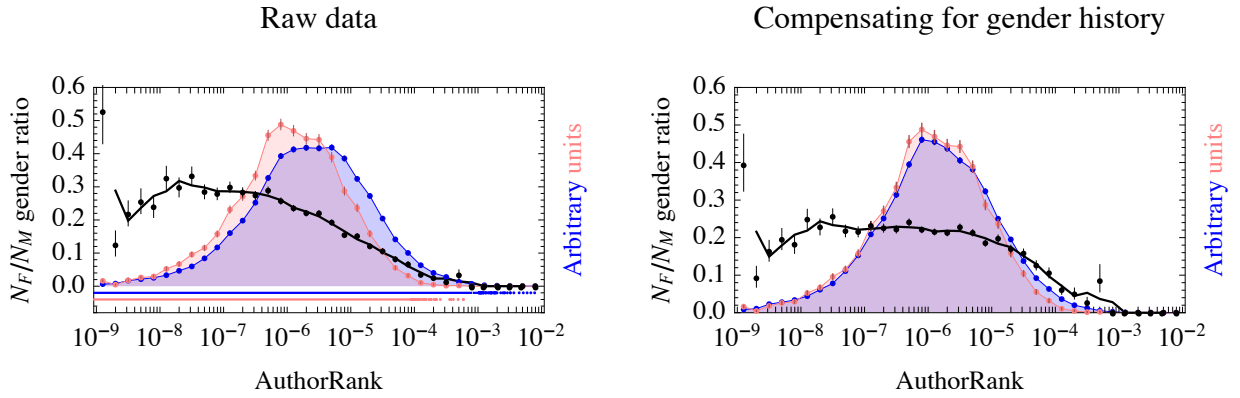 Raw data
N_F/N_M gender ratio
0.6
0.5
0.4
0.3
0.2
0.1
0.0
10^-9 10^-8 10^-7 10^-6 10^-5 10^-4 10^-3 10^-2
AuthorRank
Arbitrary units
Compensating for gender history
N_F/N_M gender ratio
0.6
0.5
0.4
0.3
0.2
0.1
0.0
10^-9 10^-8 10^-7 10^-6 10^-5 10^-4 10^-3 10^-2
AuthorRank
Arbitrary units